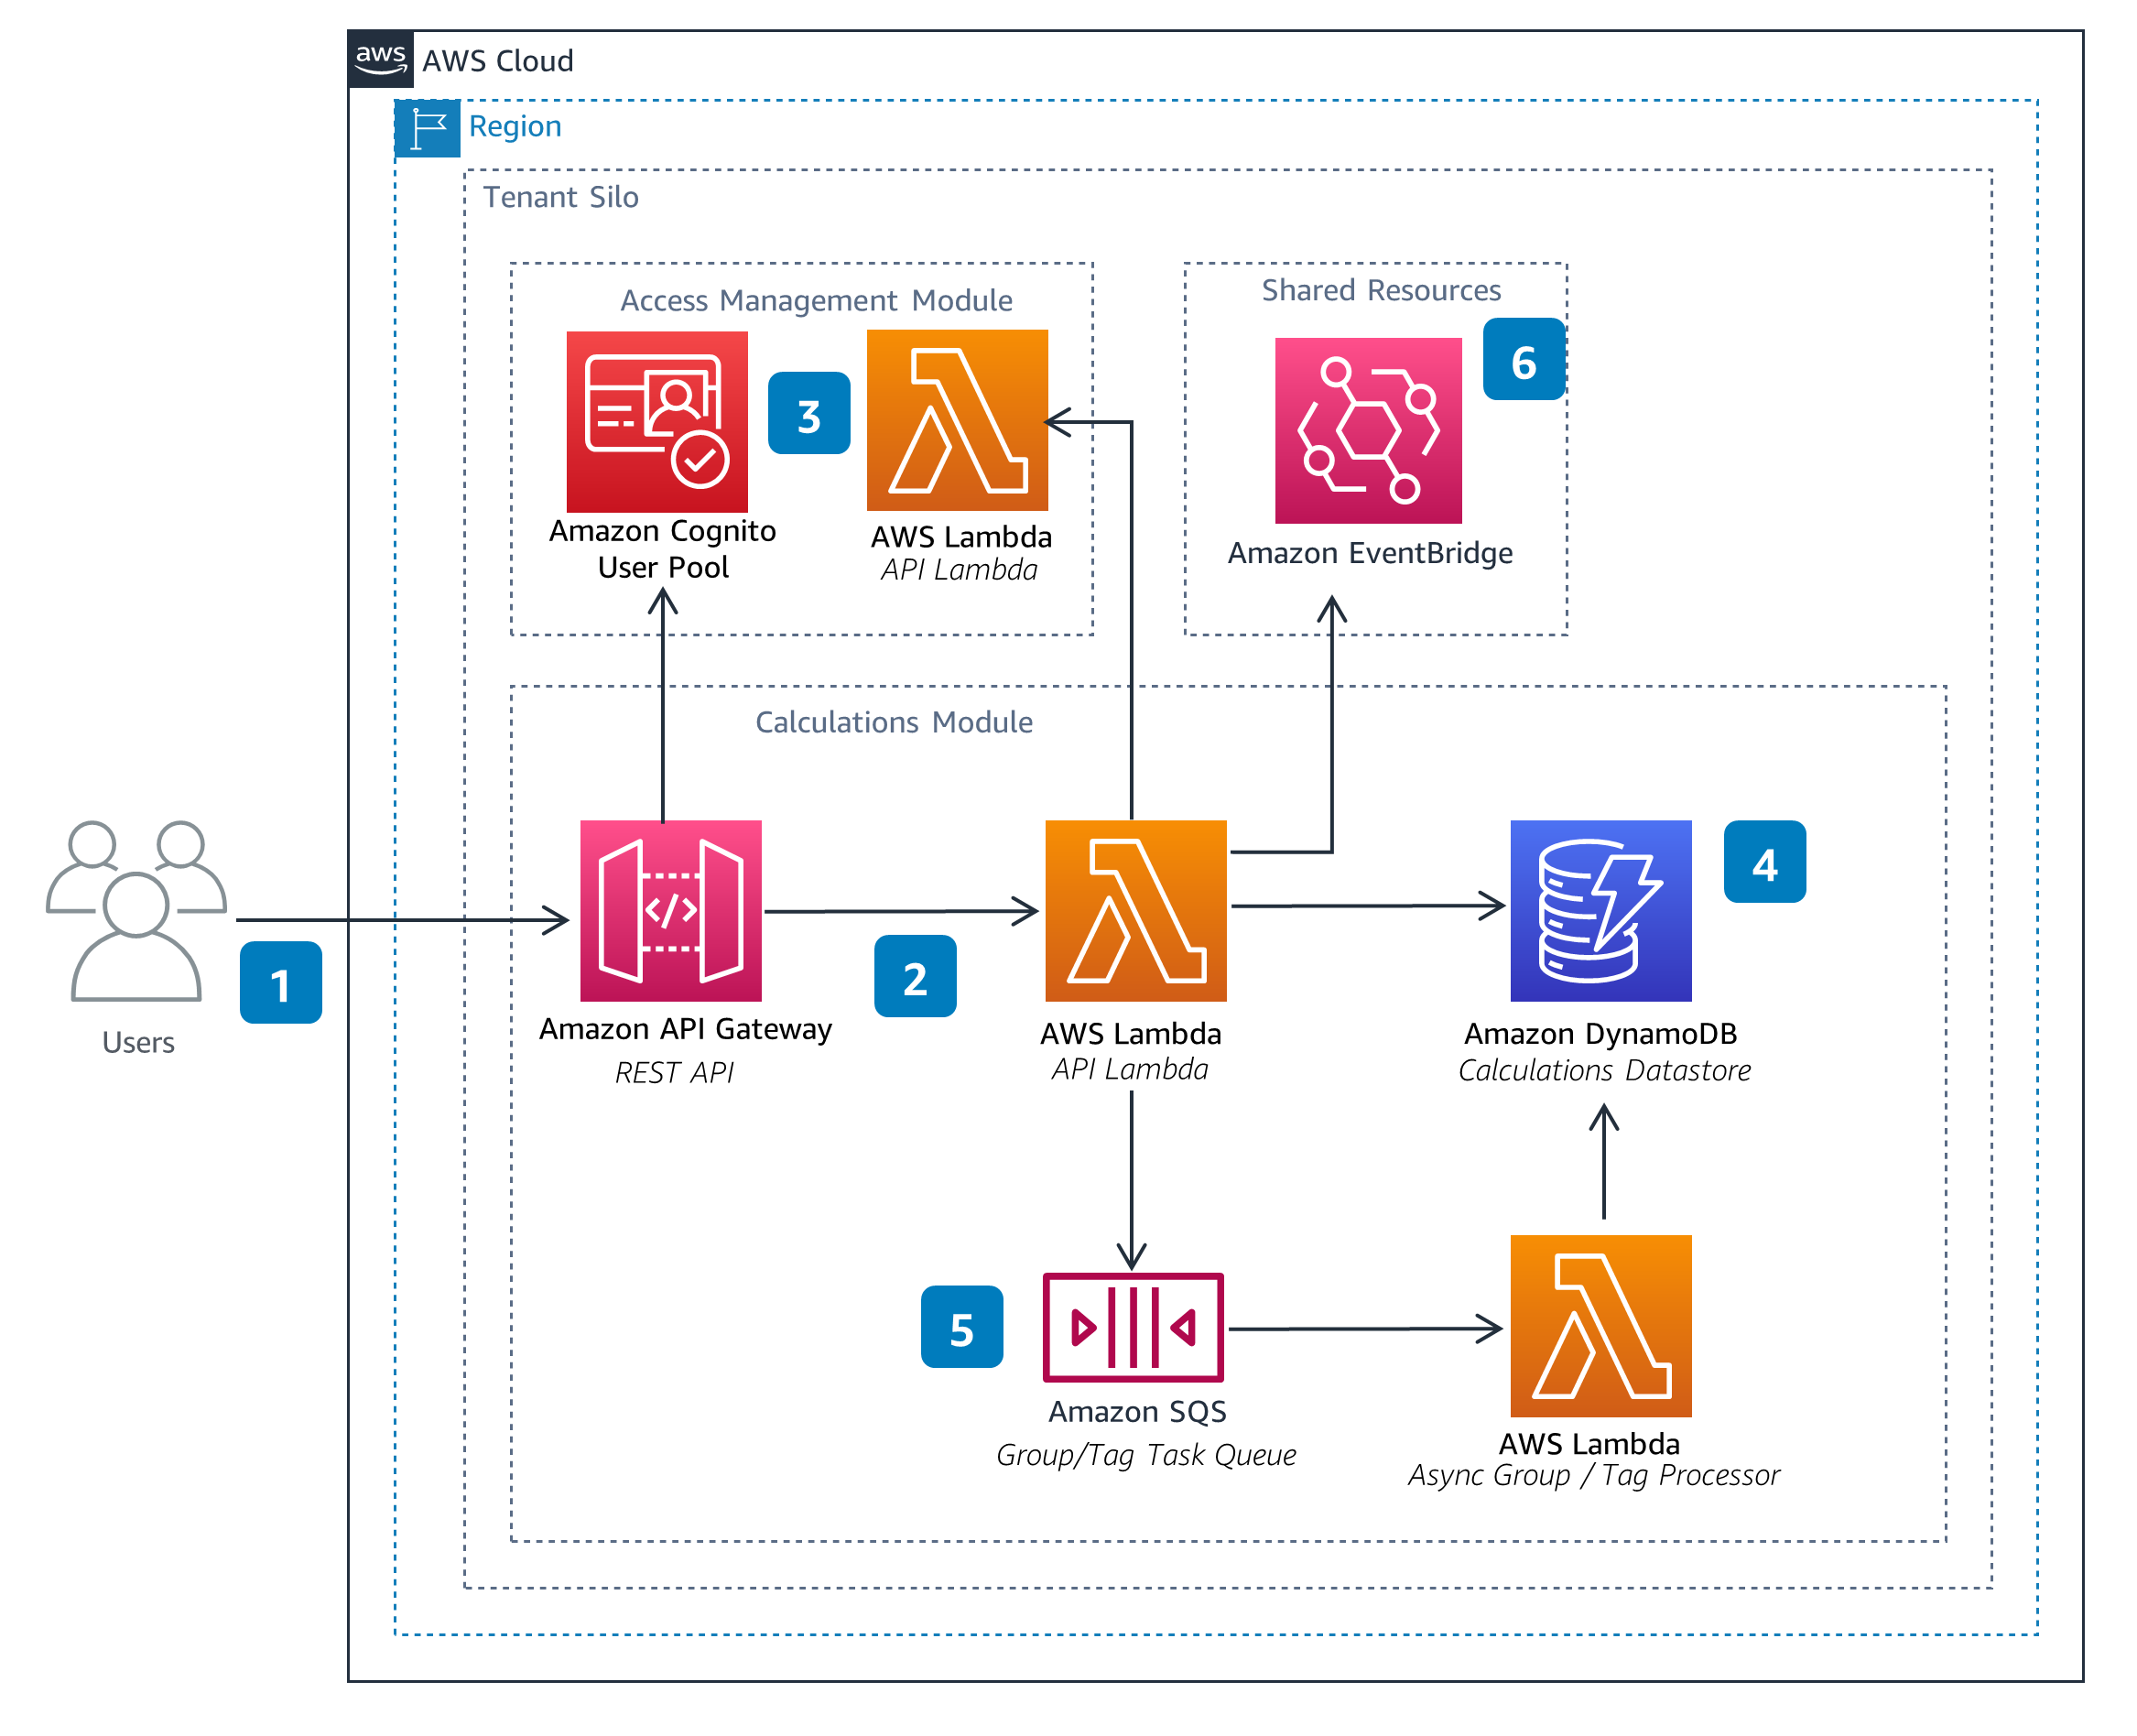 aws
AWS Cloud
Region
Tenant Silo
Access Management Module
Shared Resources
6
3
Amazon Cognito
User Pool
AWS Lambda
API Lambda
Amazon EventBridge
Calculations Module
4
1
2
Users
Amazon API Gateway
REST API
AWS Lambda
API Lambda
Amazon DynamoDB
Calculations Datastore
5
Amazon SQS
Group/Tag Task Queue
AWS Lambda
Async Group / Tag Processor